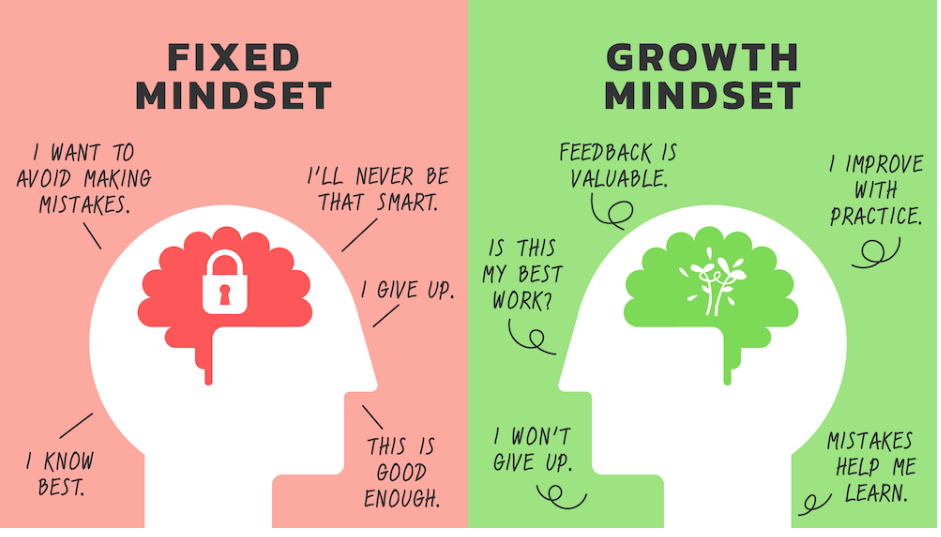 FIXED
MINDSET
I WANT TO
AVOID MAKING
MISTAKES.
I'LL NEVER BE
THAT SMART.
I GIVE UP.
I KNOW
BEST.
THIS IS
GOOD
ENOUGH.
GROWTH
MINDSET
FEEDBACK IS
VALUABLE.
I IMPROVE
WITH
PRACTICE.
IS THIS
MY BEST
WORK?
I WON'T
GIVE UP.
MISTAKES
HELP ME
LEARN.